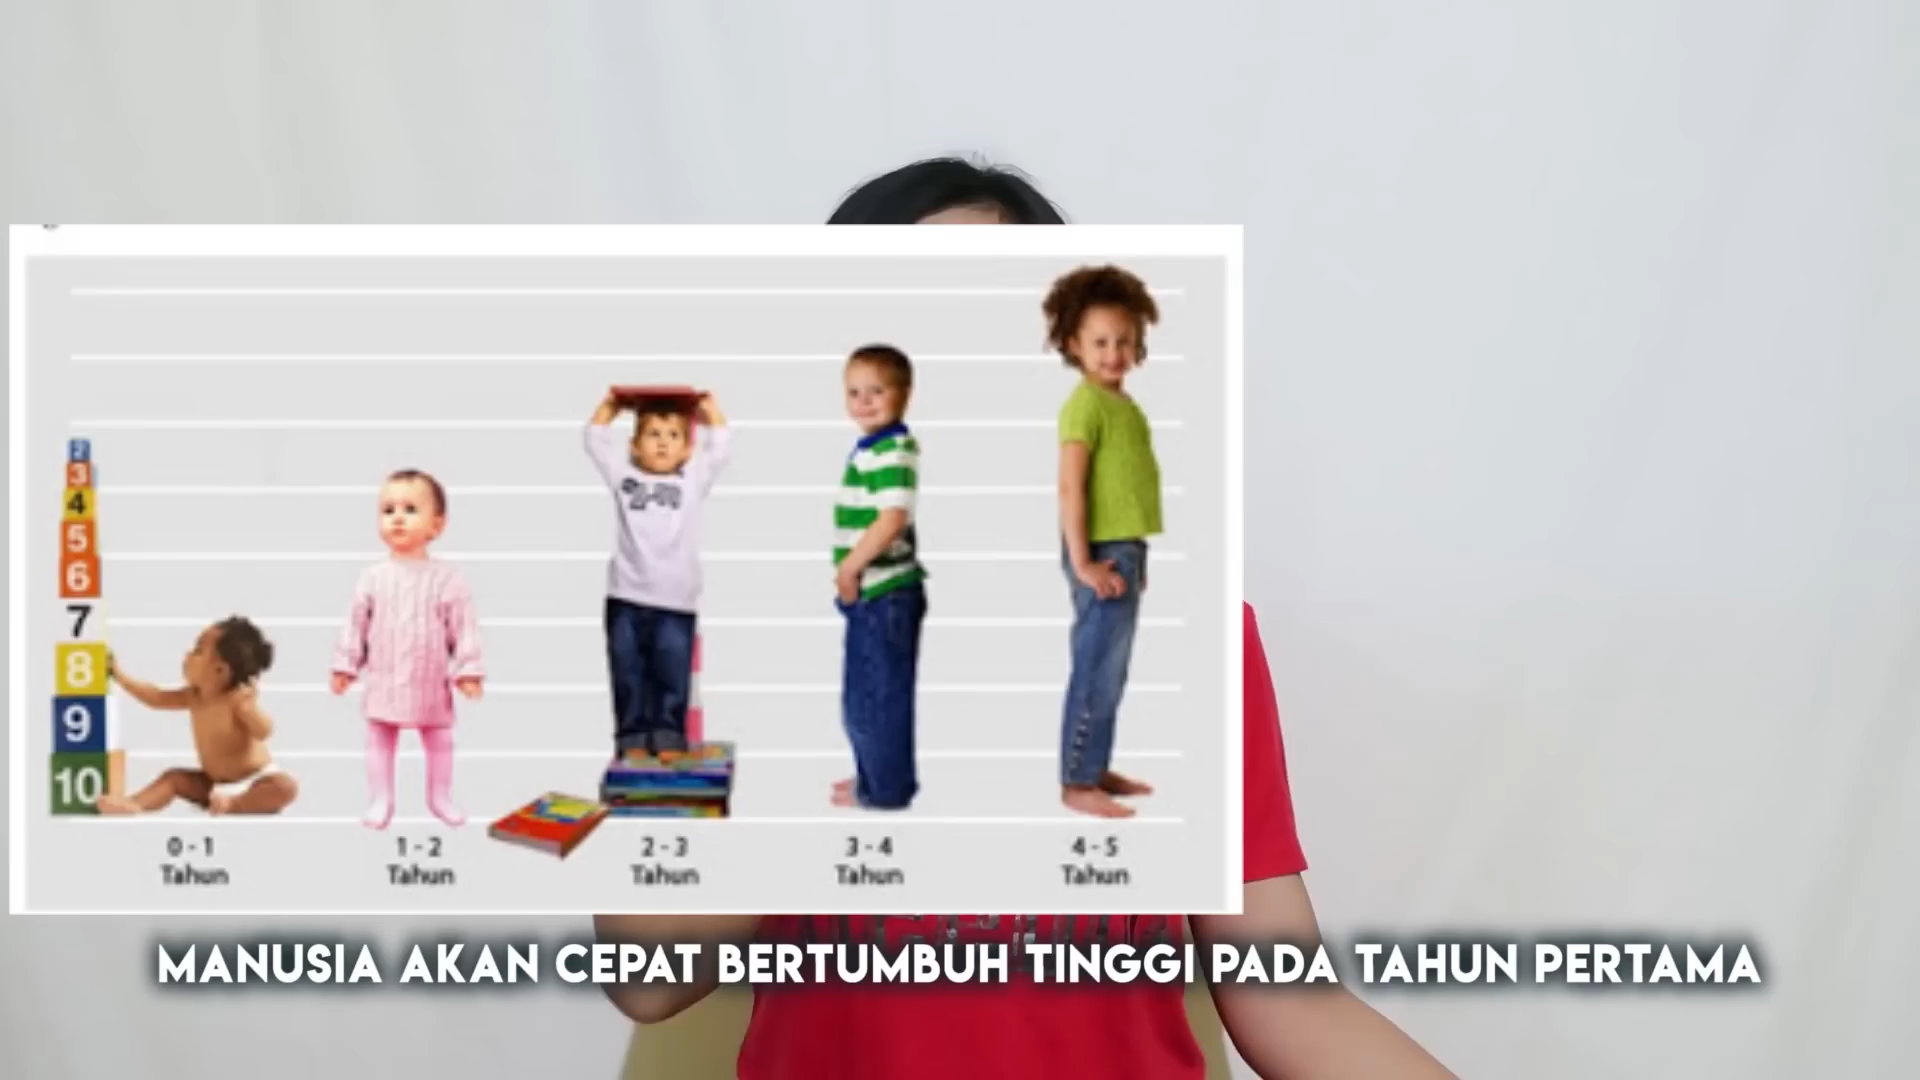 2
3
4
5
6
7
8
9
10
0 - 1
Tahun
1 - 2
Tahun
2 - 3
Tahun
3 - 4
Tahun
4 - 5
Tahun
MANUSIA AKAN CEPAT BERTUMBUH TINGGI PADA TAHUN PERTAMA